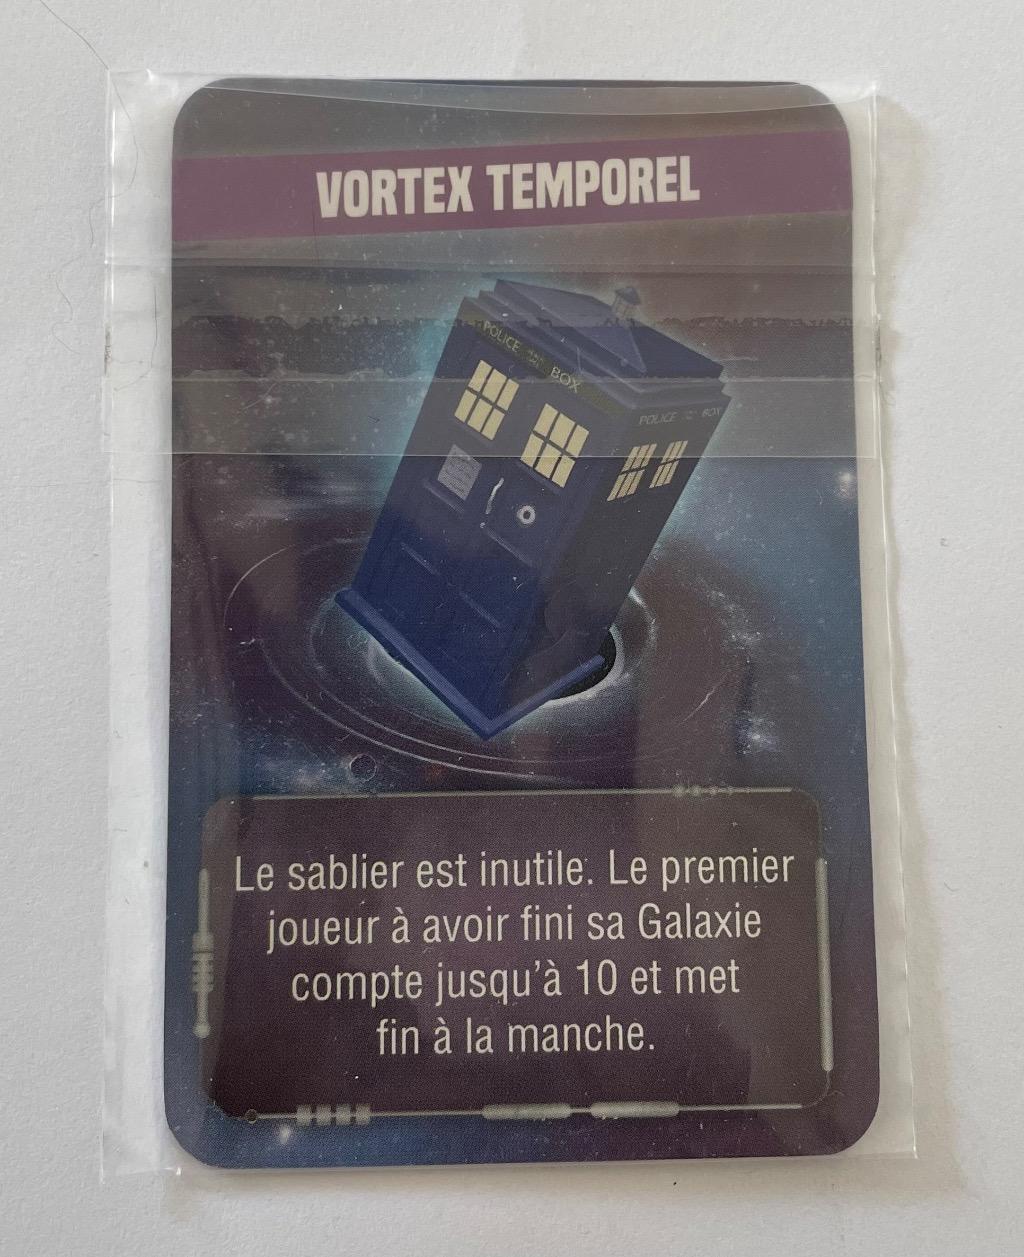 VORTEX TEMPOREL
POLICE BOX
POLICE BOX
Le sablier est inutile. Le premier
joueur à avoir fini sa Galaxie
compte jusqu'à 10 et met
fin à la manche.